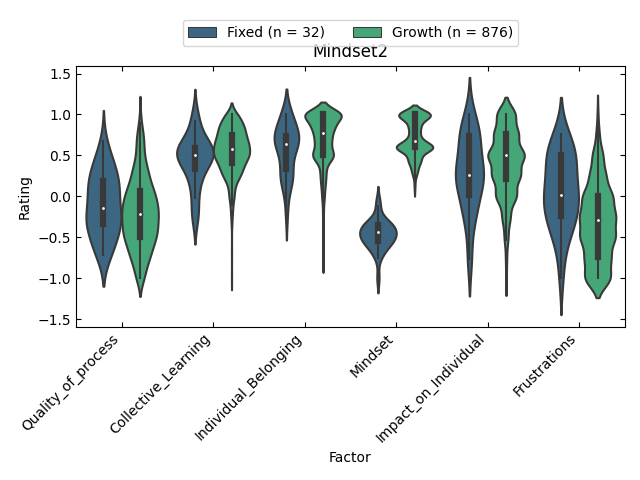 Fixed (n = 32) Growth (n = 876)
Mindset2
1.5
1.0
0.5
0.0
−0.5
−1.0
−1.5
Rating
Quality_of_process
Collective_Learning
Individual_Belonging
Mindset
Impact_on_Individual
Frustrations
Factor